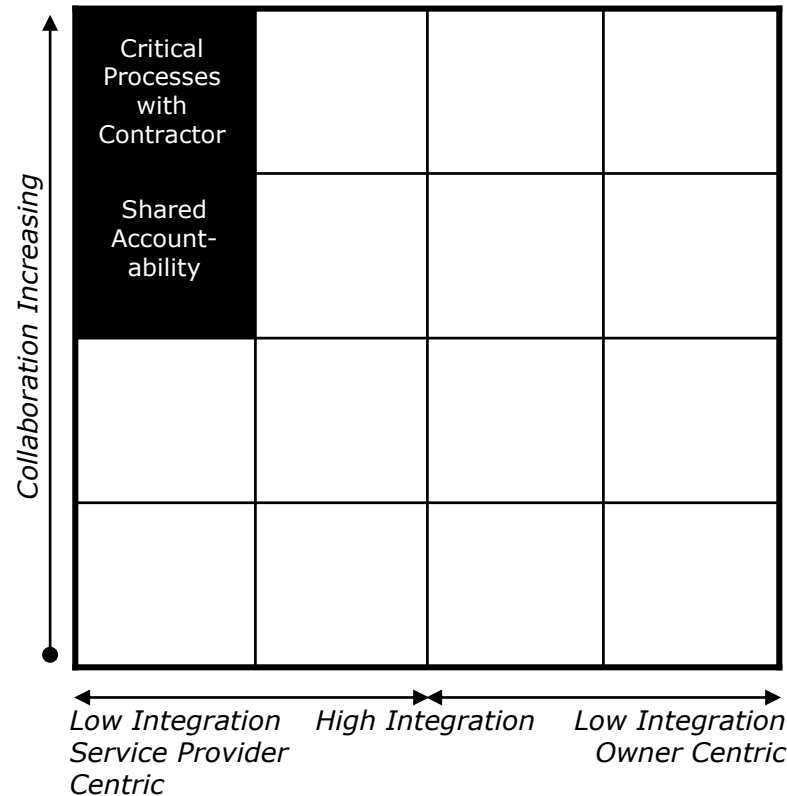 Critical
Processes
with
Contractor
Shared
Account-
ability
Collaboration Increasing
Low Integration
Service Provider
Centric
High Integration
Low Integration
Owner Centric